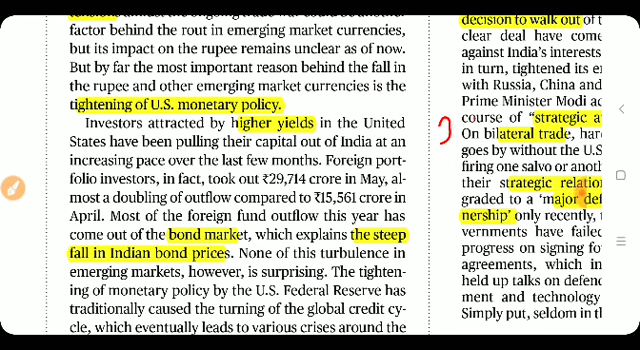 tensions amidst the ongoing trade war could be another
factor behind the rout in emerging market currencies,
but its impact on the rupee remains unclear as of now.
But by far the most important reason behind the fall in
the rupee and other emerging market currencies is the
tightening of U.S. monetary policy.
Investors attracted by higher yields in the United
States have been pulling their capital out of India at an
increasing pace over the last few months. Foreign port-
folio investors, in fact, took out ₹29,714 crore in May, al-
most a doubling of outflow compared to ₹15,561 crore in
April. Most of the foreign fund outflow this year has
come out of the bond market, which explains the steep
fall in Indian bond prices. None of this turbulence in
emerging markets, however, is surprising. The tighten-
ing of monetary policy by the U.S. Federal Reserve has
traditionally caused the turning of the global credit cy-
cle, which eventually leads to various crises around the
decision to walk out of t
clear deal have come
against India's interests
in turn, tightened its e
with Russia, China and
Prime Minister Modi a
course of "strategic a
On bilateral trade, har
goes by without the U.S
firing one salvo or anot
their strategic relatio
graded to a 'major def
nership' only recently, t
vernments have failed
progress on signing fo
agreements, which in
held up talks on defenc
ment and technology
Simply put, seldom in t